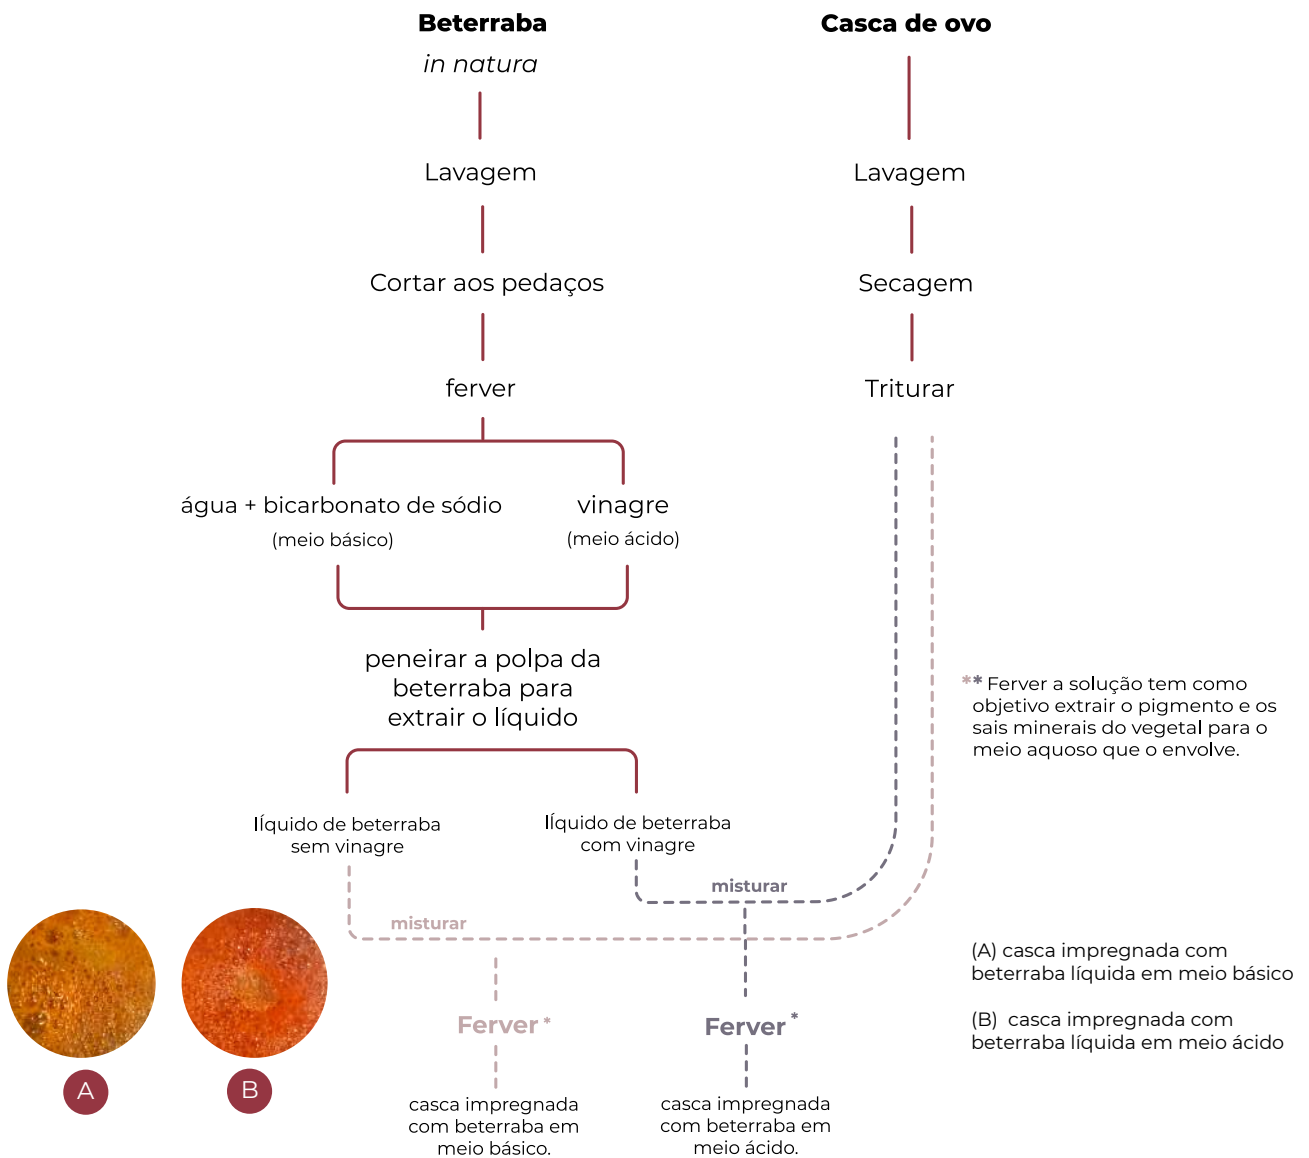 Beterraba
in natura
Casca de ovo
Lavagem
Lavagem
Cortar aos pedaços
Secagem
ferver
Triturar
água + bicarbonato de sódio
(meio básico)
vinagre
(meio ácido)
peneirar a polpa da
beterraba para
extrair o líquido
** Ferver a solução tem como
objetivo extrair o pigmento e os
sais minerais do vegetal para o
meio aquoso que o envolve.
líquido de beterraba
sem vinagre
líquido de beterraba
com vinagre
misturar
misturar
(A) casca impregnada com
beterraba líquida em meio básico
(B) casca impregnada com
beterraba líquida em meio ácido
Ferver *
Ferver *
A
B
casca impregnada
com beterraba em
meio básico.
casca impregnada
com beterraba em
meio ácido.